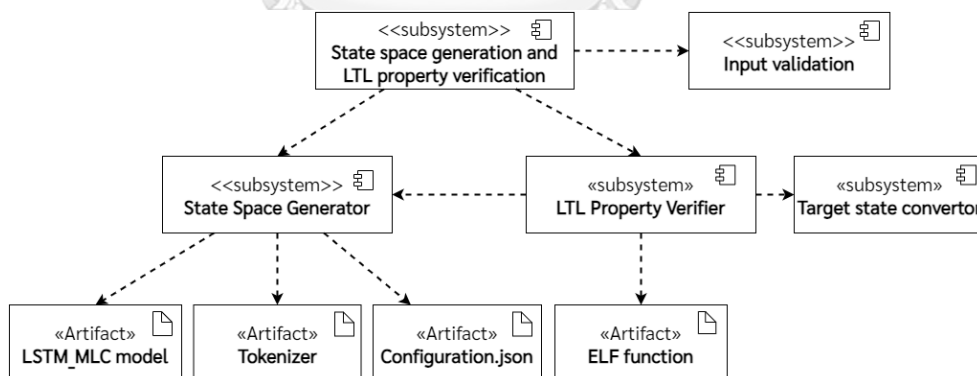 <<subsystem>>
State space generation and
LTL property verification
<<subsystem>>
Input validation
<<subsystem>>
State Space Generator
«subsystem»
LTL Property Verifier
«subsystem»
Target state convertor
«Artifact»
LSTM_MLC model
«Artifact»
Tokenizer
«Artifact»
Configuration.json
«Artifact»
ELF function